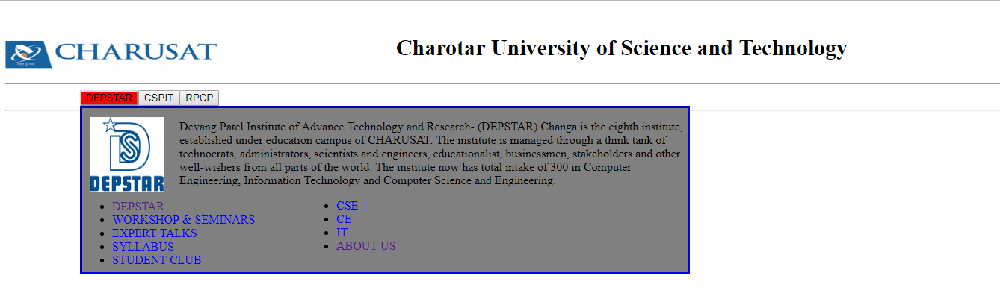 CHARUSAT
Charotar University of Science and Technology
DEPSTAR CSPIT RPCP
DEPSTAR
Devang Patel Institute of Advance Technology and Research- (DEPSTAR) Changa is the eighth institute,
established under education campus of CHARUSAT. The institute is managed through a think tank of
technocrats, administrators, scientists and engineers, educationalist, businessmen, stakeholders and other
well-wishers from all parts of the world. The institute now has total intake of 300 in Computer
Engineering, Information Technology and Computer Science and Engineering.
DEPSTAR
WORKSHOP & SEMINARS
EXPERT TALKS
SYLLABUS
STUDENT CLUB
CSE
CE
IT
ABOUT US